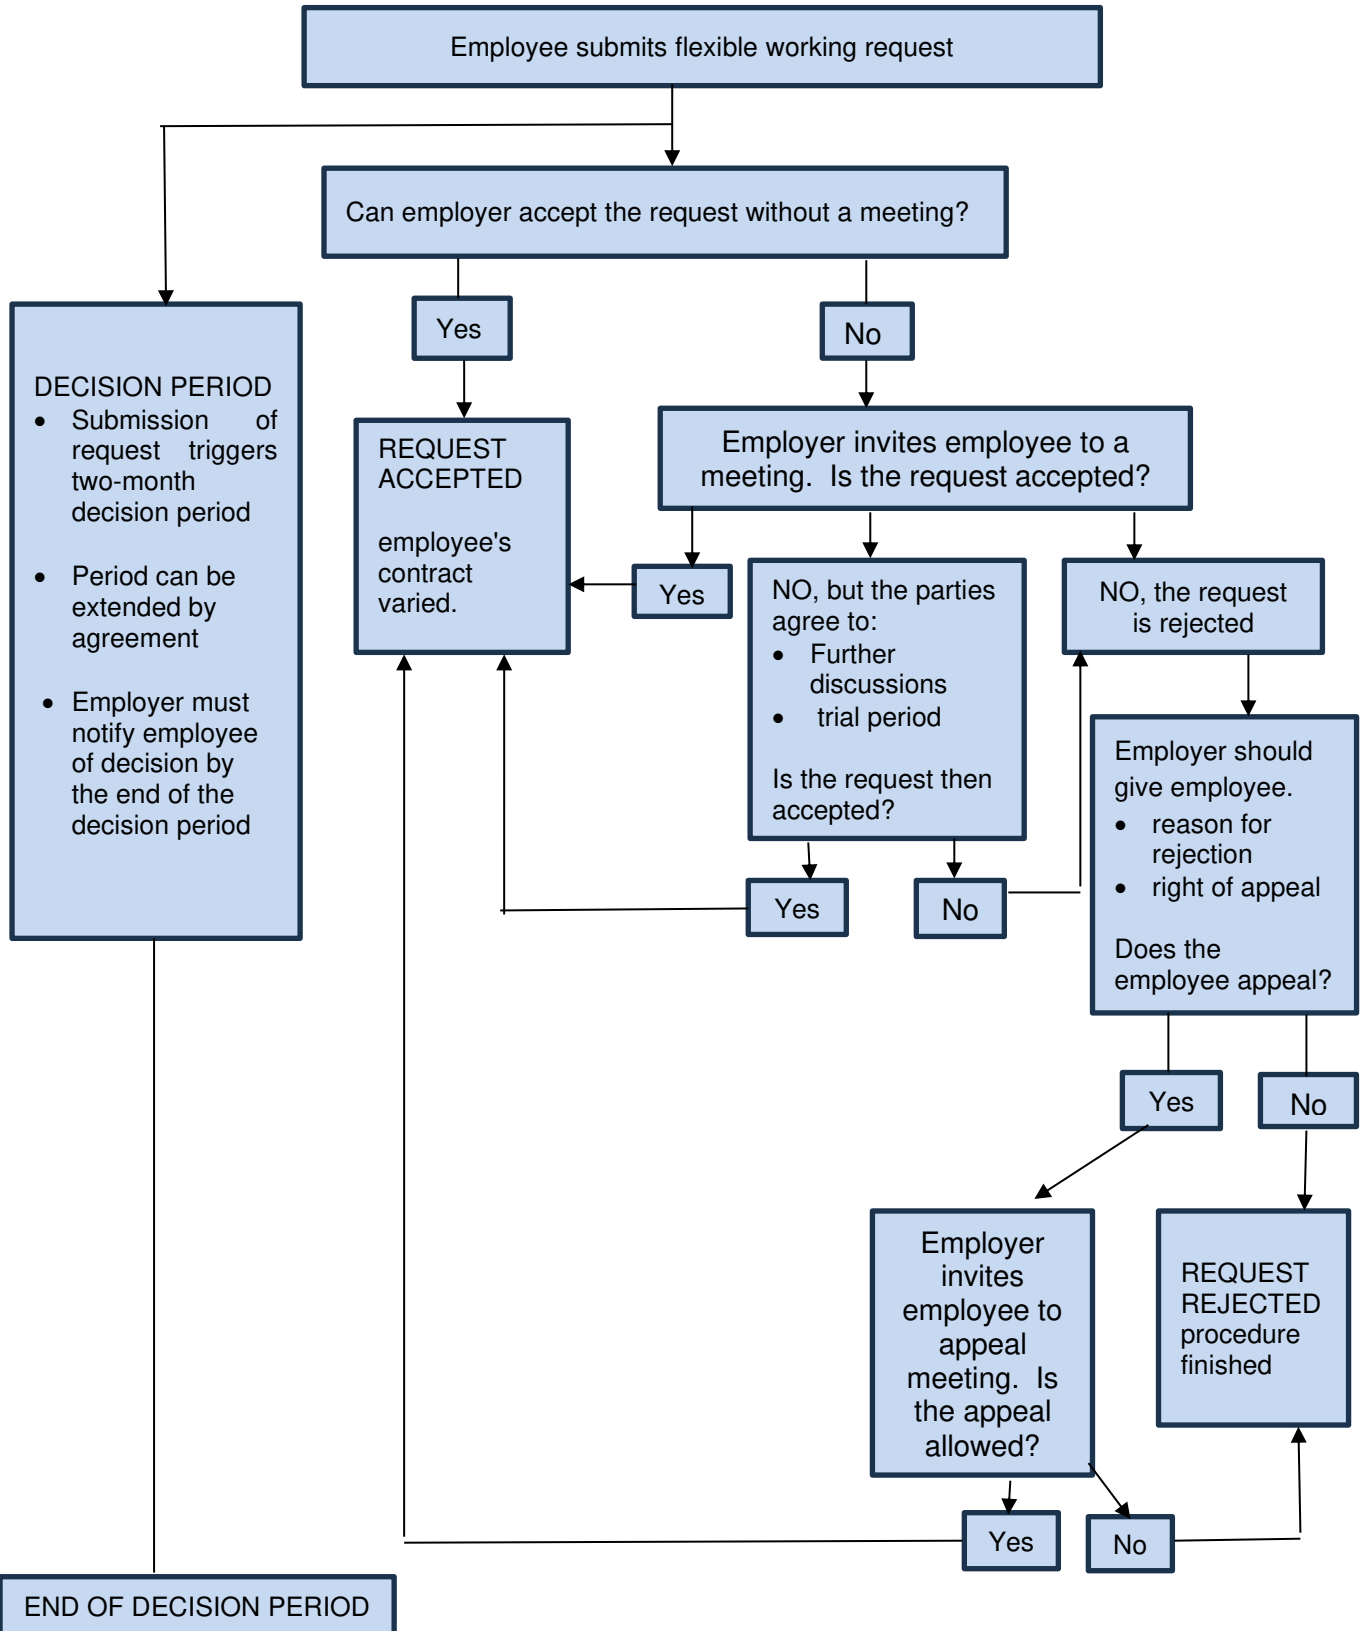 Employee submits flexible working request
Can employer accept the request without a meeting?
Yes
No
DECISION PERIOD
• Submission of
request triggers
two-month
decision period
• Period can be
extended by
agreement
• Employer must
notify employee
of decision by
the end of the
decision period
REQUEST
ACCEPTED
employee's
contract
varied.
Employer invites employee to a
meeting. Is the request accepted?
Yes
NO, but the parties
agree to:
• Further
discussions
• trial period
Is the request then
accepted?
NO, the request
is rejected
Yes
No
Employer should
give employee.
• reason for
rejection
• right of appeal
Does the
employee appeal?
Yes
No
Employer
invites
employee to
appeal
meeting. Is
the appeal
allowed?
REQUEST
REJECTED
procedure
finished
Yes
No
END OF DECISION PERIOD